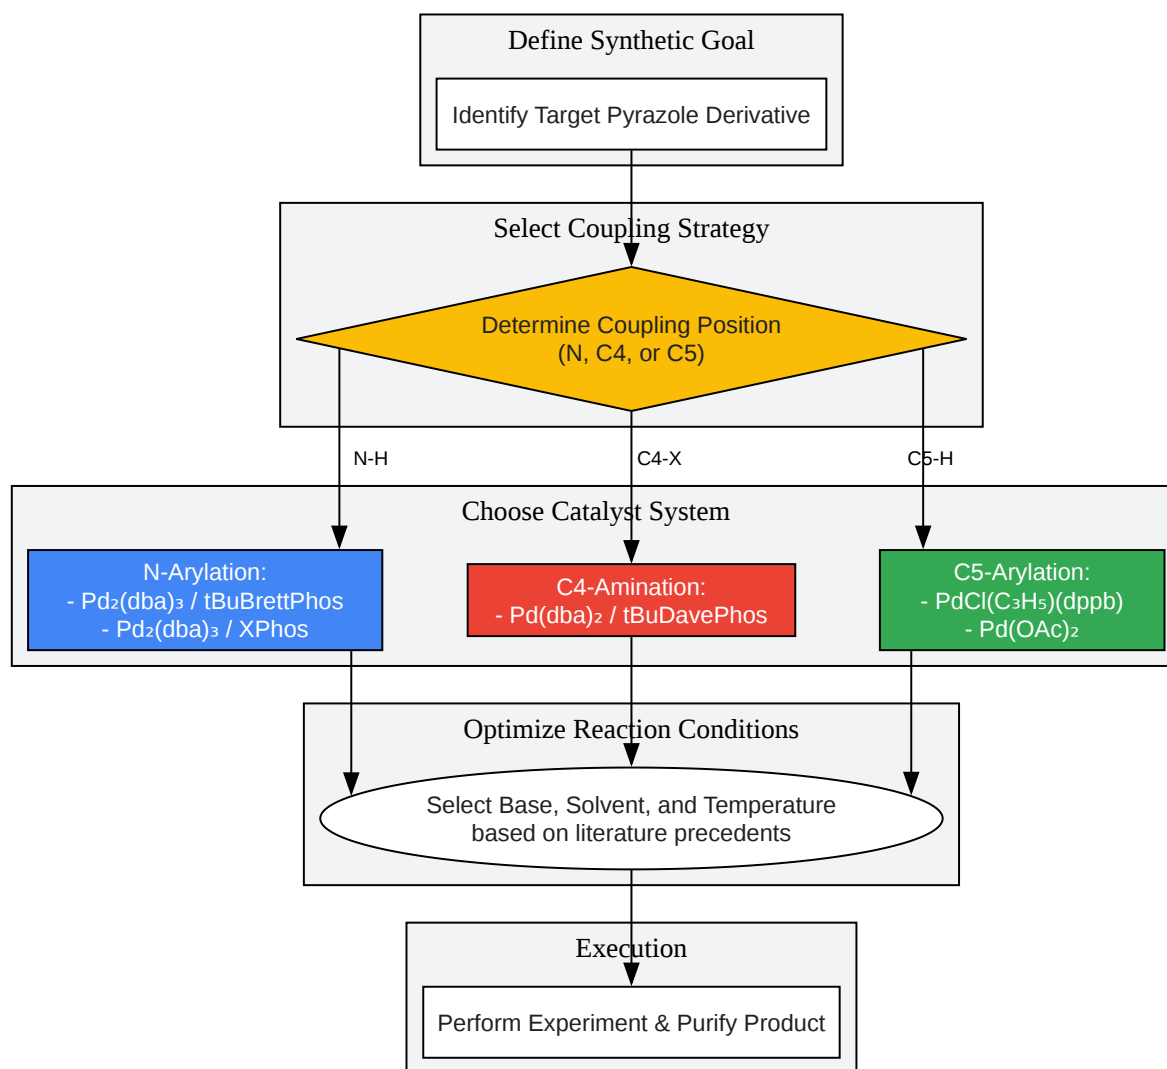 Define Synthetic Goal
Identify Target Pyrazole Derivative
Select Coupling Strategy
Determine Coupling Position
(N, C4, or C5)
N-H
C4-X
C5-H
Choose Catalyst System
N-Arylation:
- Pd₂(dba)₃ / tBuBrettPhos
- Pd₂(dba)₃ / XPhos
C4-Amination:
- Pd(dba)₂ / tBuDavePhos
C5-Arylation:
- PdCl(C₃H₅)(dppb)
- Pd(OAc)₂
Optimize Reaction Conditions
Select Base, Solvent, and Temperature
based on literature precedents
Execution
Perform Experiment & Purify Product